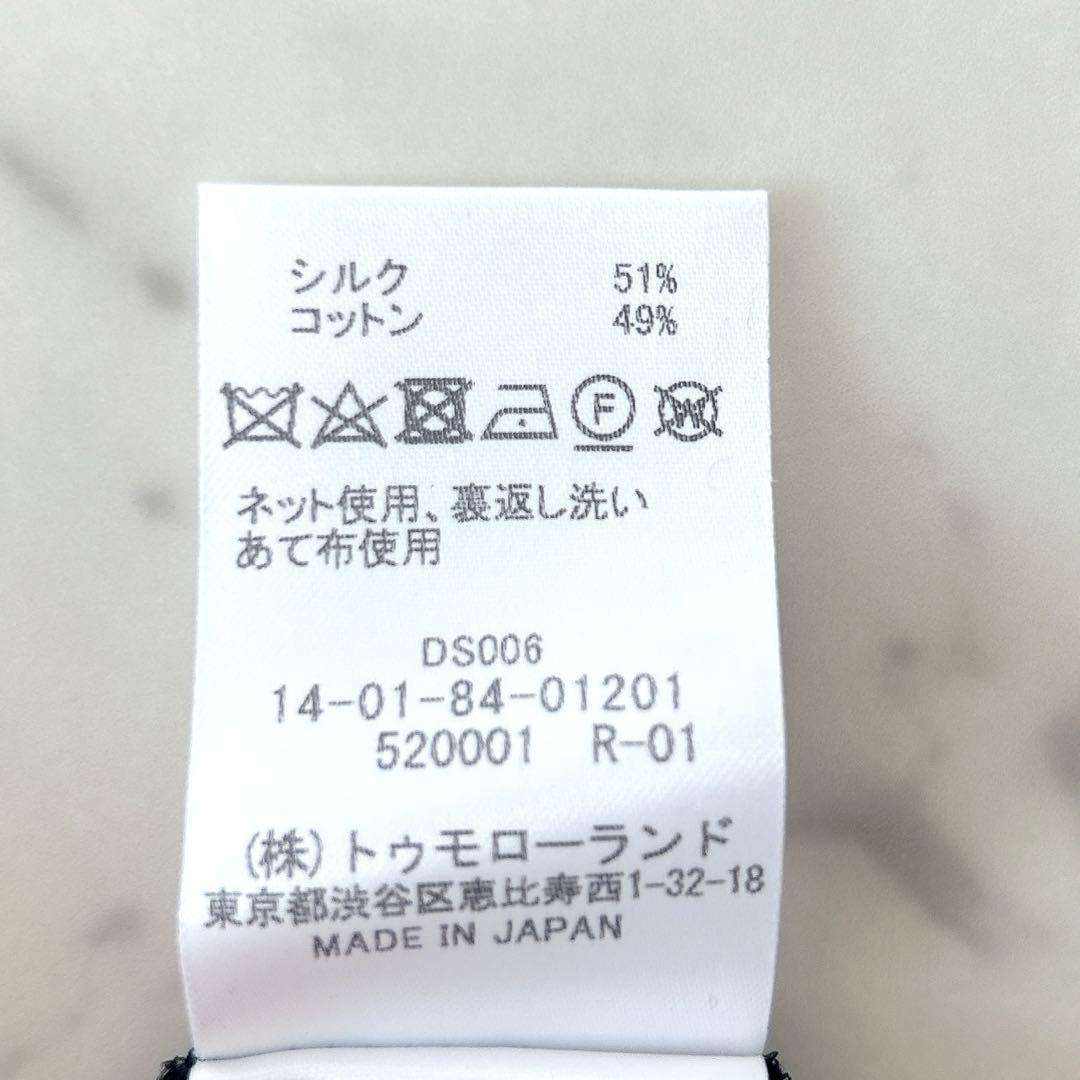 シルク 51%
コットン 49%
F W
ネット使用、裏返し洗い
あて布使用
DS006
14-01-84-01201
520001 R-01
(株)トゥモローランド
東京都渋谷区恵比寿西1-32-18
MADE IN JAPAN